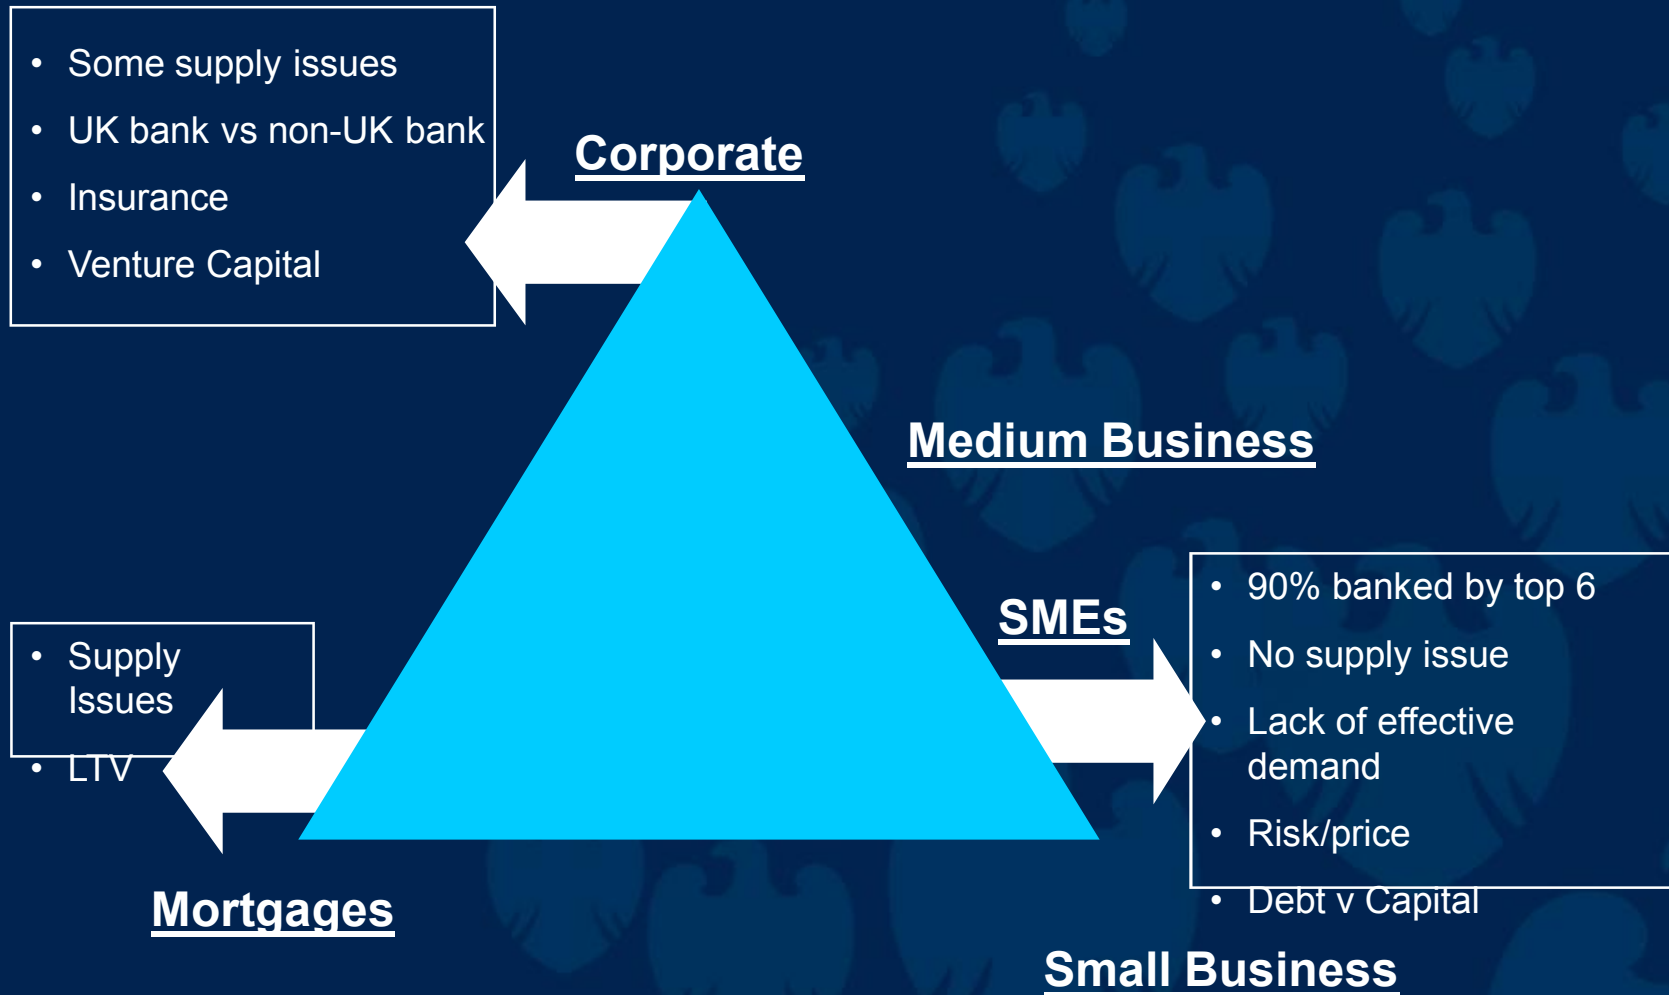 • Some supply issues
• UK bank vs non-UK bank
• Insurance
• Venture Capital
Corporate
Medium Business
SMEs
• 90% banked by top 6
• No supply issue
• Lack of effective
demand
• Risk/price
• Debt v Capital
• Supply
Issues
• LTV
Mortgages
Small Business